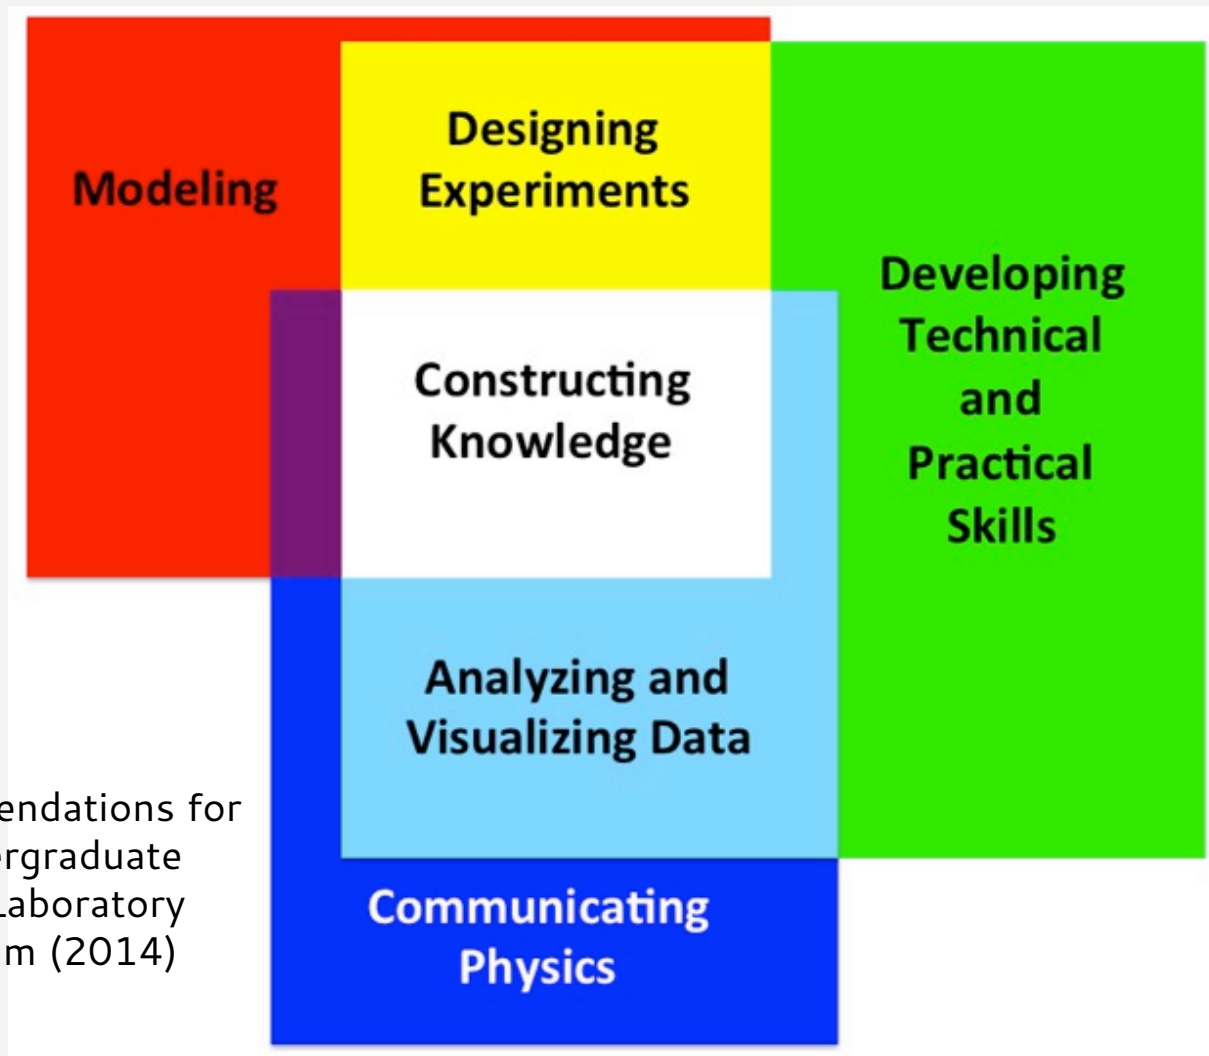 Modeling
Designing
Experiments
Developing
Technical
and
Practical
Skills
Constructing
Knowledge
Analyzing and
Visualizing Data
endations for
ergraduate
Laboratory
m (2014)
Communicating
Physics